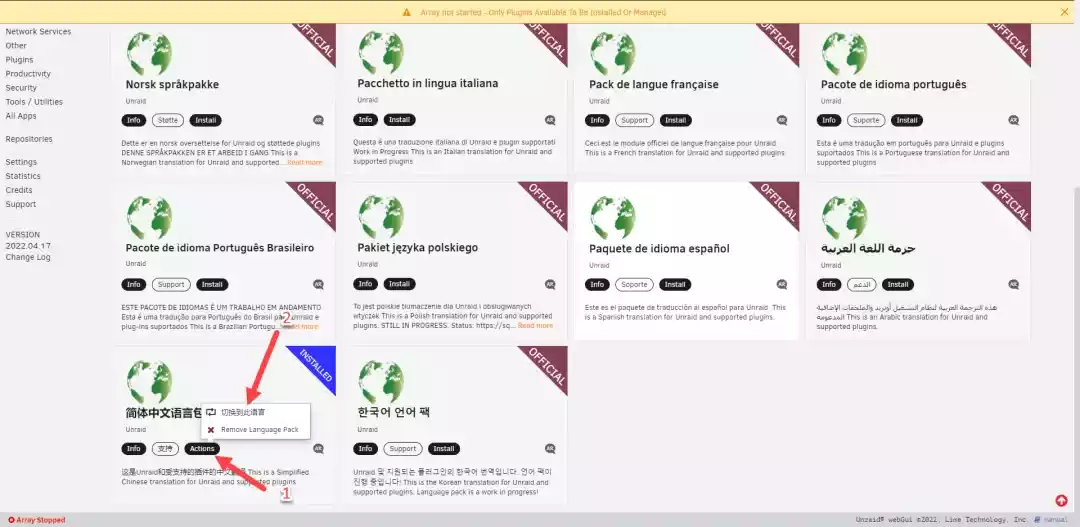 Array not started - Only Plugins Available To Be Installed Or Managed
Network Services
Other
Plugins
Productivity
Security
Tools / Utilities
All Apps
Repositories
Settings
Statistics
Credits
Support
VERSION
2022.04.17
Change Log
OFFICIAL
Norsk språkpakke
Unraid
Info Støtte Install
Dette er en norsk oversettelse for Unraid og støttede plugins
DENNE SPRÅKPAKKEN ER ET ARBEID I GANG This is a
Norwegian translation for Unraid and supported ... Read more
OFFICIAL
Pacchetto in lingua italiana
Unraid
Info Install
Questa è una traduzione italiana di Unraid e plugin supportati
Work in Progress This is an Italian translation for Unraid and
supported plugins
OFFICIAL
Pack de langue française
Unraid
Info Support Install
Ceci est le module officiel de langue française pour Unraid
This is a French translation for Unraid and supported plugins
OFFICIAL
Pacote de idioma português
Unraid
Info Suporte Install
Esta é uma tradução em português para Unraid e plugins
suportados This is a Portuguese translation for Unraid and
supported plugins
OFFICIAL
Pacote de idioma Português Brasileiro
Unraid
Info Support Install
ESTE PACOTE DE IDIOMAS É UM TRABALHO EM ANDAMENTO
Esta é uma tradução para Português do Brasil para Unraid e
plug-ins suportados This is a Brazilian Portugu... Read more
OFFICIAL
Pakiet języka polskiego
Unraid
Info Install
To jest polskie tłumaczenie dla Unraid i obsługiwanych
wtyczek This is a Polish translation for Unraid and supported
plugins. STILL IN PROGRESS. Status: https://sq... Read more
OFFICIAL
Paquete de idioma español
Unraid
Info Soporte Install
Este es el paquete de traducción al español para Unraid. This
is a Spanish translation for Unraid and supported plugins.
OFFICIAL
حزمة اللغة العربية
Unraid
Info الدعم Install
هذه الترجمة العربية لنظام التشغيل أونريد والملحقات الإضافية
المدعومة This is an Arabic translation for Unraid and
supported plugins.
2
INSTALLED
简体中文语言包
切换到此语言
Remove Language Pack
Unraid
Info 支持 Actions
这是Unraid和受支持的插件的中文翻译 This is a Simplified
Chinese translation for Unraid and supported plugins
1
OFFICIAL
한국어 언어 팩
Unraid
Info Support Install
Unraid 및 지원되는 플러그인의 한국어 번역입니다. 언어 팩이
진행 중입니다! This is the Korean translation for Unraid and
supported plugins. Language pack is a work in progress!
Array Stopped
Unraid® webGui ©2022, Lime Technology, Inc. manual